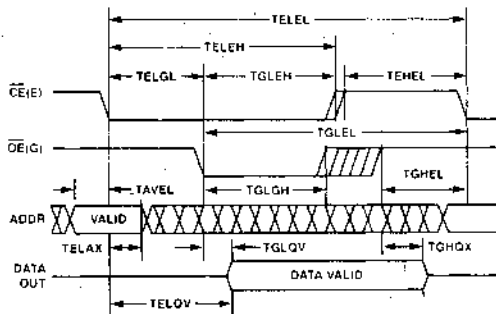 TELEL
TELEH
TELGL TGLEH TEHEL
CE(E)
TGLEL
OE(G)
TAVEL TGLGH TGHEL
ADDR VALID
TELAX TGLQV TGHQX
DATA OUT DATA VALID
TELQV